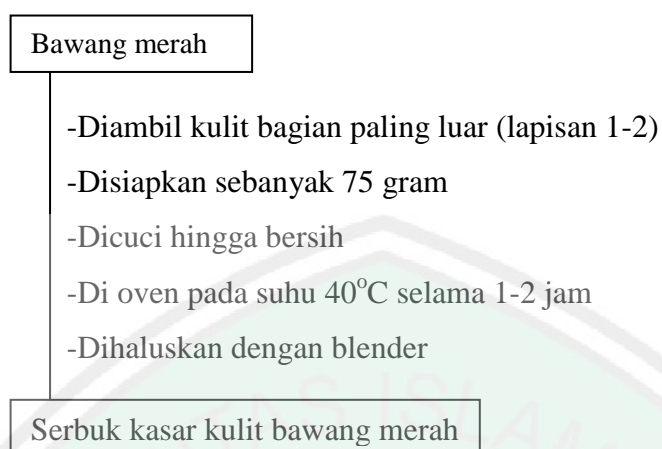 Bawang merah
-Diambil kulit bagian paling luar (lapisan 1-2)
-Disiapkan sebanyak 75 gram
-Dicuci hingga bersih
-Di oven pada suhu 40°C selama 1-2 jam
-Dihaluskan dengan blender
Serbuk kasar kulit bawang merah